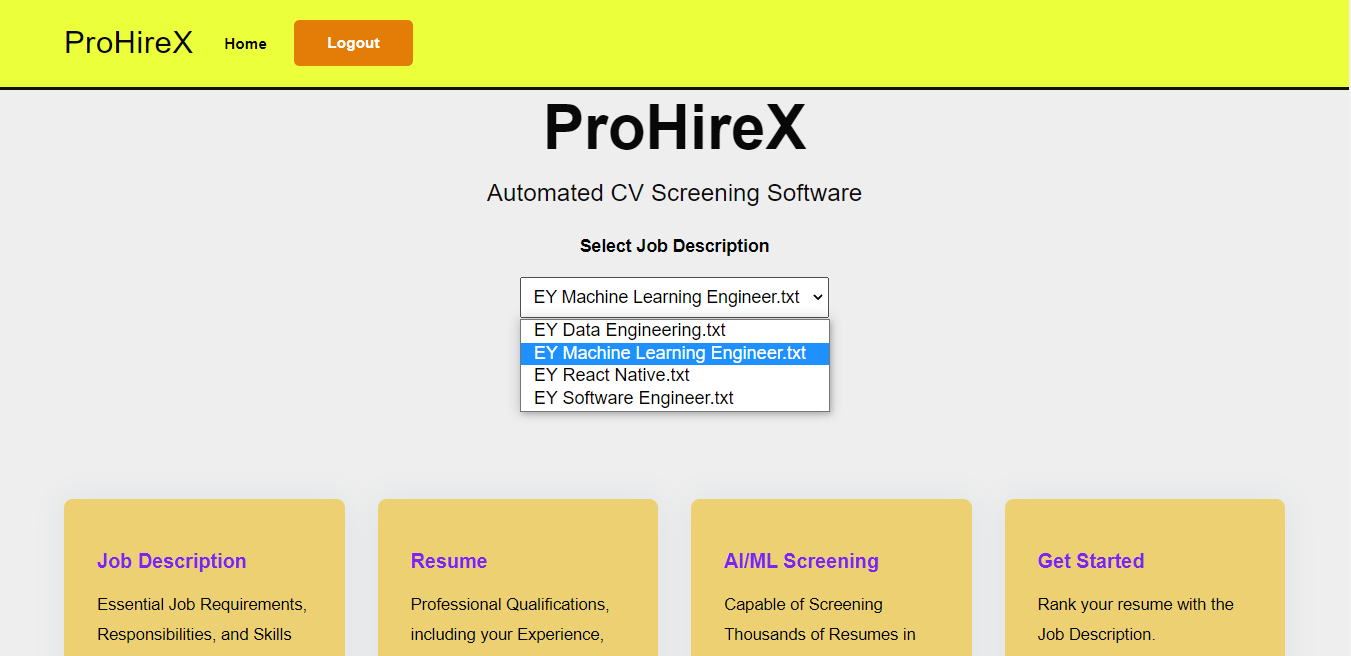 ProHireX Home Logout
ProHireX
Automated CV Screening Software
Select Job Description
EY Machine Learning Engineer.txt
EY Data Engineering.txt
EY Machine Learning Engineer.txt
EY React Native.txt
EY Software Engineer.txt
Job Description
Essential Job Requirements,
Responsibilities, and Skills
Resume
Professional Qualifications,
including your Experience,
AI/ML Screening
Capable of Screening
Thousands of Resumes in
Get Started
Rank your resume with the
Job Description.